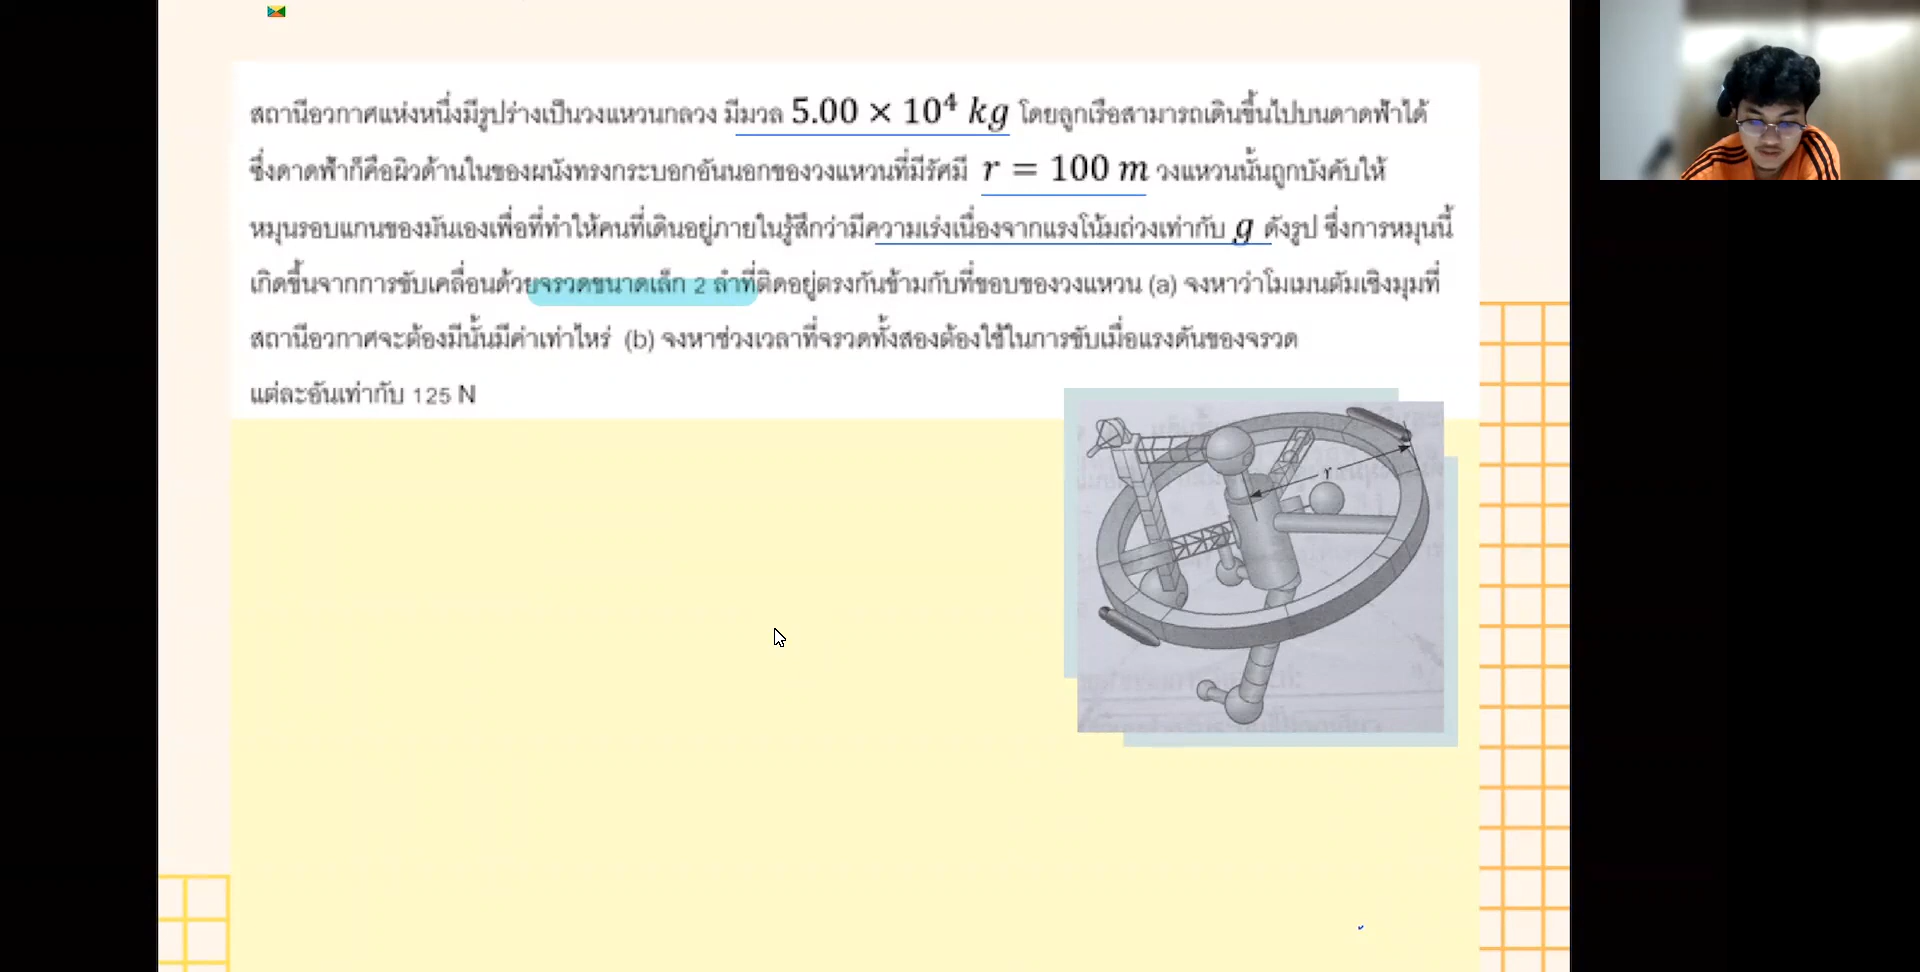 สถานีอวกาศแห่งหนึ่งมีรูปร่างเป็นวงแหวนกลวง มีมวล 5.00 × 10⁴ kg โดยลูกเรือสามารถเดินขึ้นไปบนดาดฟ้าได้
ซึ่งดาดฟ้าก็คือผิวด้านในของผนังทรงกระบอกอันนอกของวงแหวนที่มีรัศมี r = 100 m วงแหวนนั้นถูกบังคับให้
หมุนรอบแกนของมันเองเพื่อที่ทำให้คนที่เดินอยู่ภายในรู้สึกว่ามีความเร่งเนื่องจากแรงโน้มถ่วงเท่ากับ g ดังรูป ซึ่งการหมุนนี้
เกิดขึ้นจากการขับเคลื่อนด้วยจรวดขนาดเล็ก 2 ลำที่ติดอยู่ตรงกันข้ามกับที่ขอบของวงแหวน (a) จงหาว่าโมเมนตัมเชิงมุมที่
สถานีอวกาศจะต้องมีนั้นมีค่าเท่าไหร่ (b) จงหาช่วงเวลาที่จรวดทั้งสองต้องใช้ในการขับเมื่อแรงดันของจรวด
แต่ละอันเท่ากับ 125 N
r